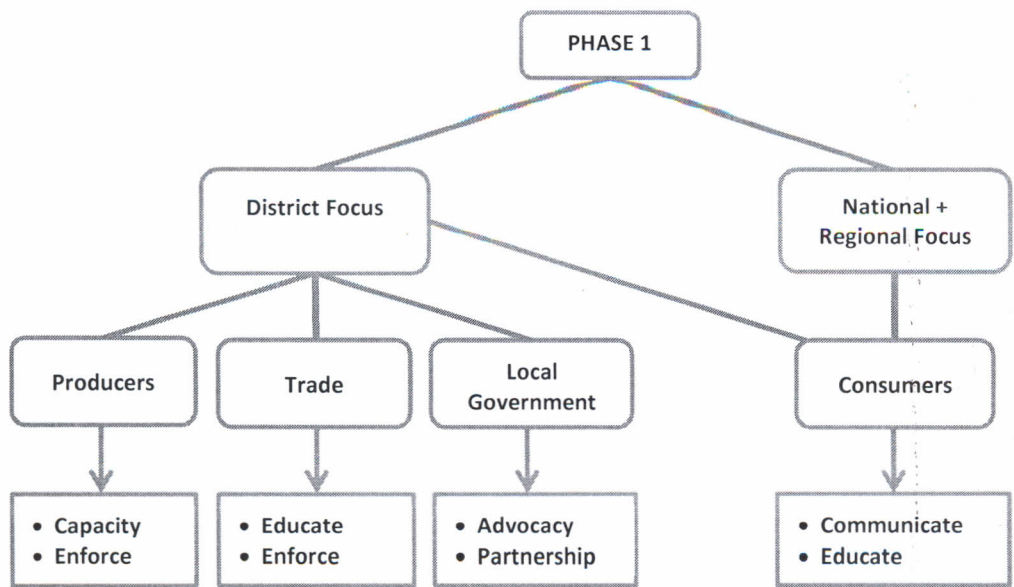 PHASE 1
District Focus
National +
Regional Focus
Producers
Trade
Local
Government
Consumers
• Capacity
• Enforce
• Educate
• Enforce
• Advocacy
• Partnership
• Communicate
• Educate